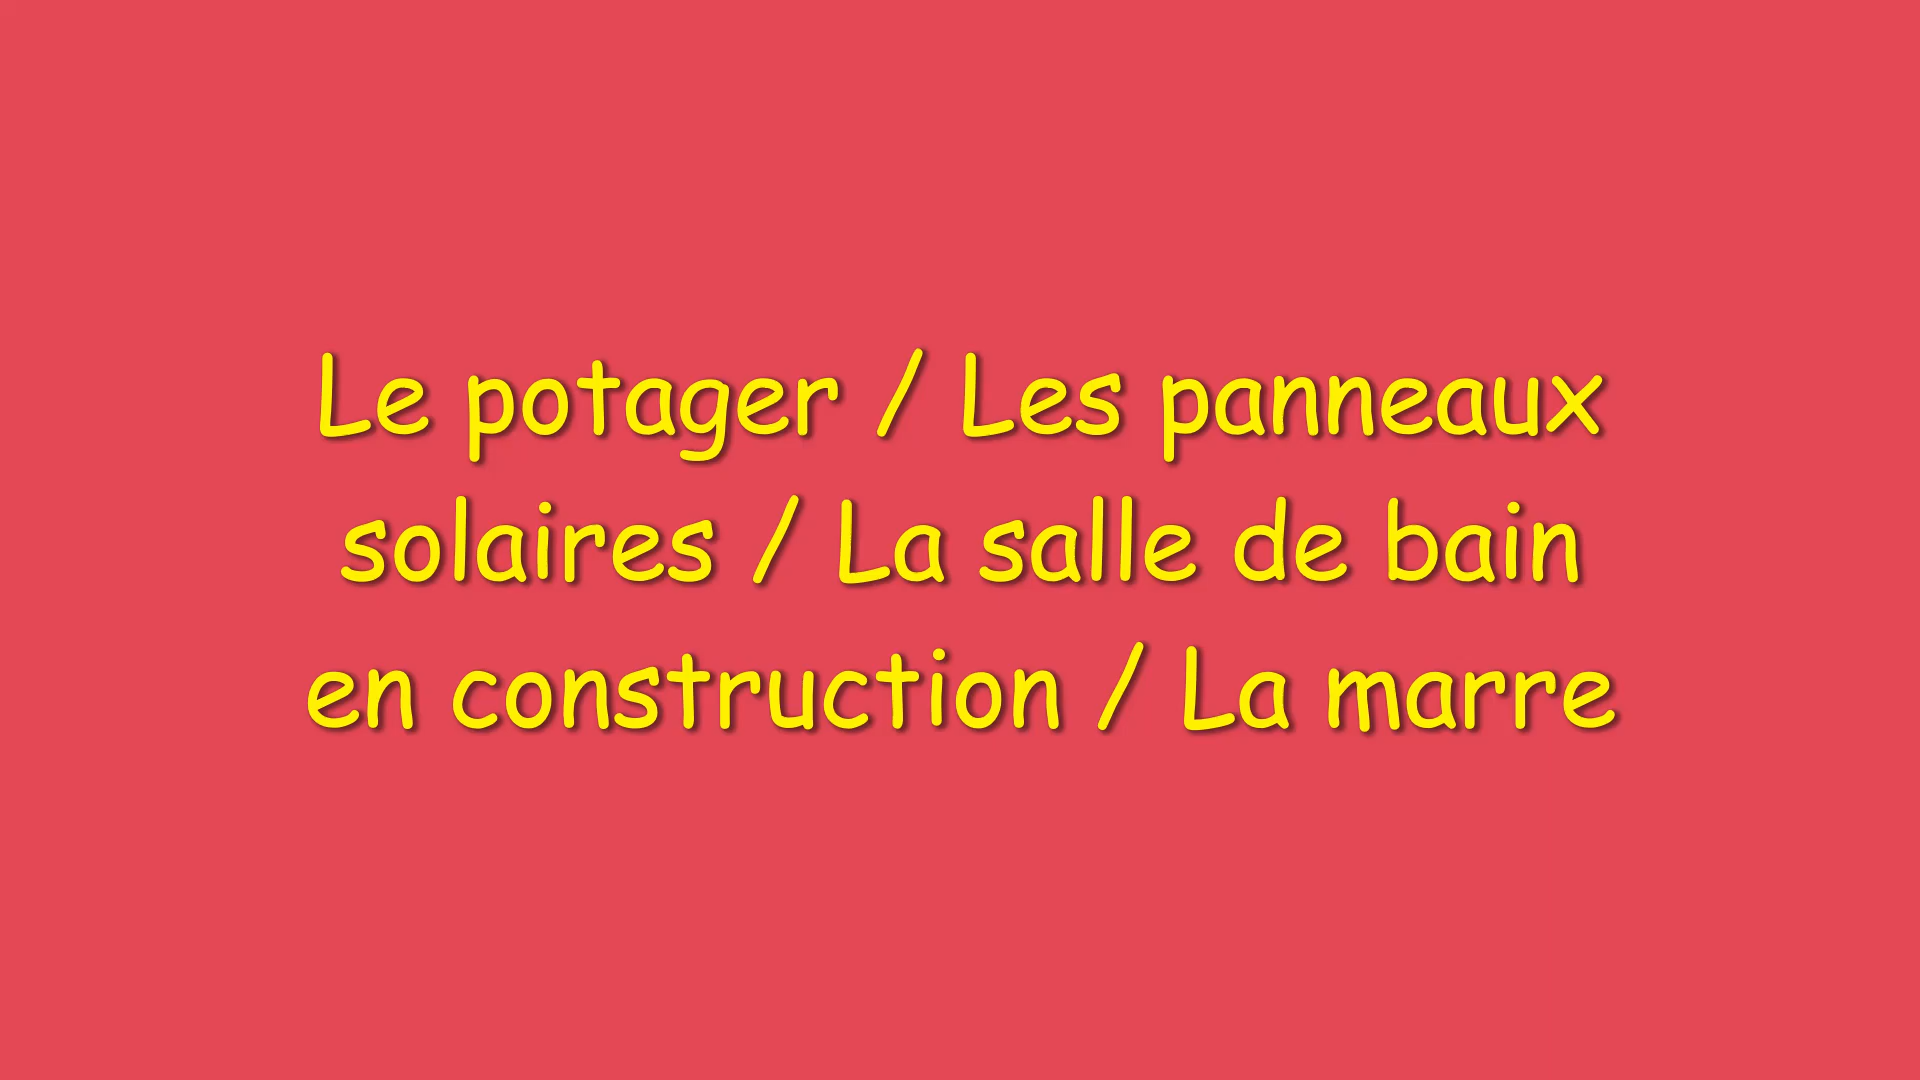 Le potager / Les panneaux
solaires / La salle de bain
en construction / La marre